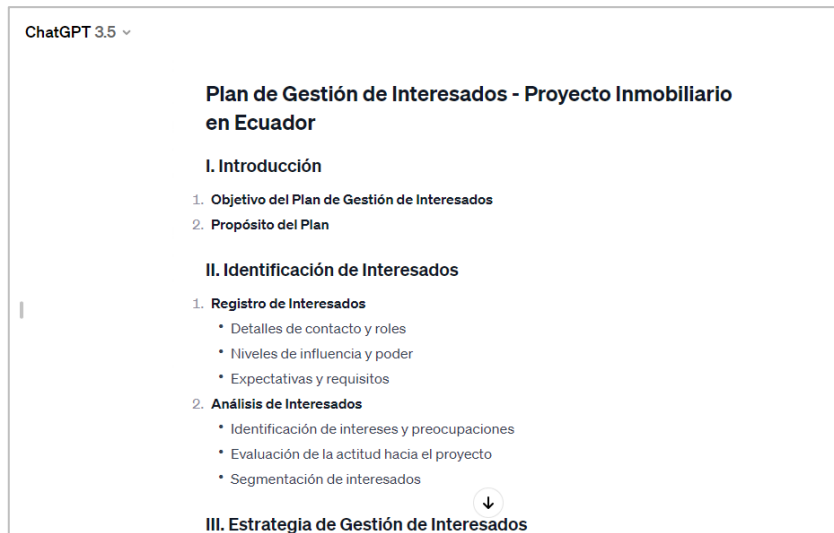 ChatGPT 3.5
Plan de Gestión de Interesados - Proyecto Inmobiliario
en Ecuador
I. Introducción
1. Objetivo del Plan de Gestión de Interesados
2. Propósito del Plan
II. Identificación de Interesados
1. Registro de Interesados
• Detalles de contacto y roles
• Niveles de influencia y poder
• Expectativas y requisitos
2. Análisis de Interesados
• Identificación de intereses y preocupaciones
• Evaluación de la actitud hacia el proyecto
• Segmentación de interesados
III. Estrategia de Gestión de Interesados